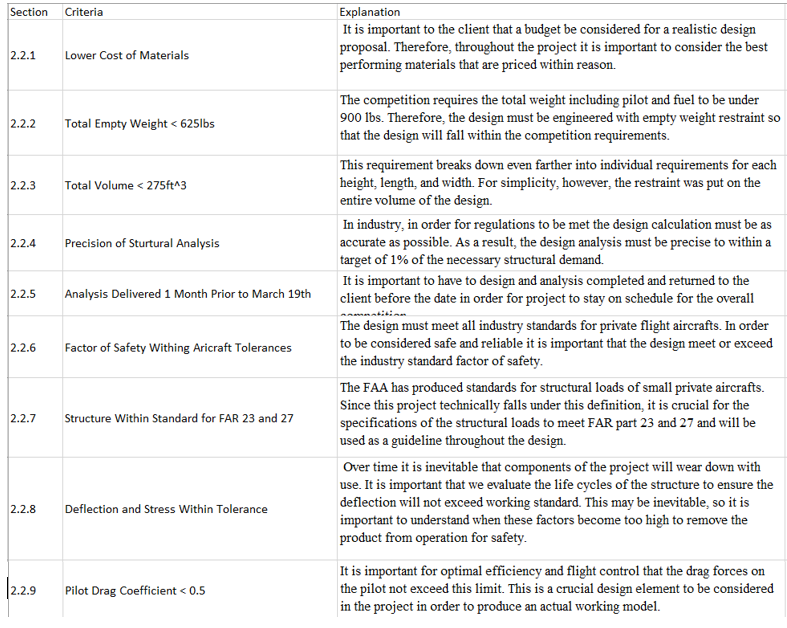 Section Criteria Explanation
2.2.1 Lower Cost of Materials
It is important to the client that a budget be considered for a realistic design
proposal. Therefore, throughout the project it is important to consider the best
performing materials that are priced within reason.
2.2.2 Total Empty Weight < 625lbs
The competition requires the total weight including pilot and fuel to be under
900 lbs. Therefore, the design must be engineered with empty weight restraint so
that the design will fall within the competition requirements.
2.2.3 Total Volume < 275ft^3
This requirement breaks down even farther into individual requirements for each
height, length, and width. For simplicity, however, the restraint was put on the
entire volume of the design.
2.2.4 Precision of Sturtural Analysis
In industry, in order for regulations to be met the design calculation must be as
accurate as possible. As a result, the design analysis must be precise to within a
target of 1% of the necessary structural demand.
2.2.5 Analysis Delivered 1 Month Prior to March 19th
It is important to have to design and analysis completed and returned to the
client before the date in order for project to stay on schedule for the overall
2.2.6 Factor of Safety Withing Aricraft Tolerances
The design must meet all industry standards for private flight aircrafts. In order
to be considered safe and reliable it is important that the design meet or exceed
the industry standard factor of safety.
2.2.7 Structure Within Standard for FAR 23 and 27
The FAA has produced standards for structural loads of small private aircrafts.
Since this project technically falls under this definition, it is crucial for the
specifications of the structural loads to meet FAR part 23 and 27 and will be
used as a guideline throughout the design.
2.2.8 Deflection and Stress Within Tolerance
Over time it is inevitable that components of the project will wear down with
use. It is important that we evaluate the life cycles of the structure to ensure the
deflection will not exceed working standard. This may be inevitable, so it is
important to understand when these factors become too high to remove the
product from operation for safety.
2.2.9 Pilot Drag Coefficient < 0.5
It is important for optimal efficiency and flight control that the drag forces on
the pilot not exceed this limit. This is a crucial design element to be considered
in the project in order to produce an actual working model.